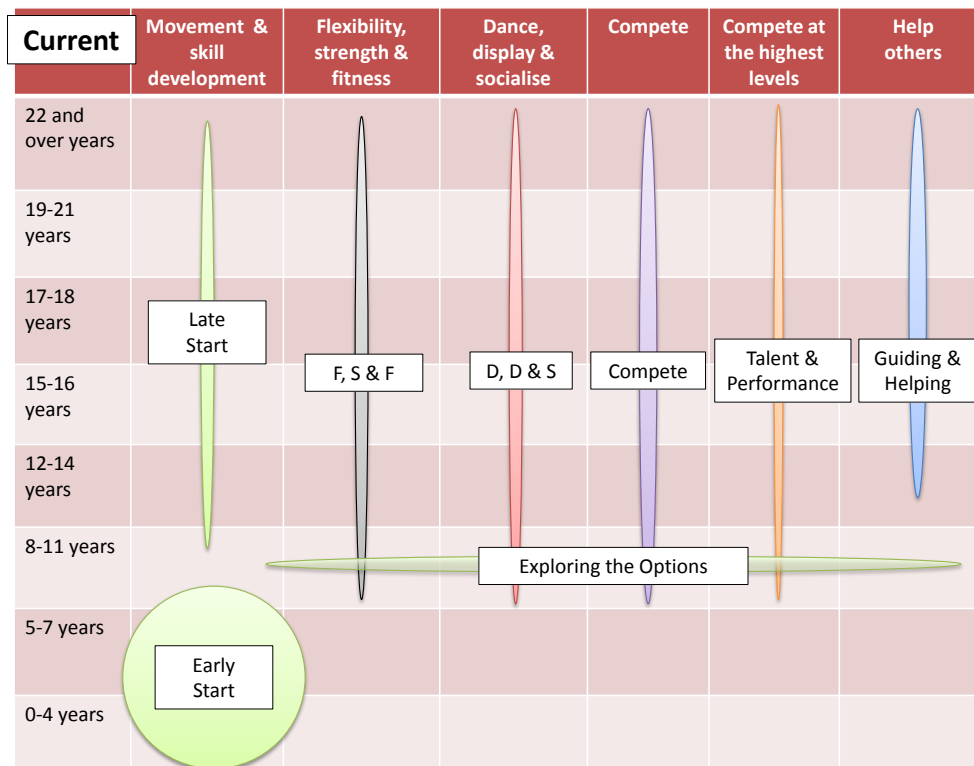 Current
Movement &
skill
development
Flexibility,
strength &
fitness
Dance,
display &
socialise
Compete
Compete at
the highest
levels
Help
others
22 and
over years
19-21
years
17-18
years
15-16
years
12-14
years
8-11 years
5-7 years
0-4 years
Late
Start
F, S & F
D, D & S
Compete
Talent &
Performance
Guiding &
Helping
Exploring the Options
Early
Start